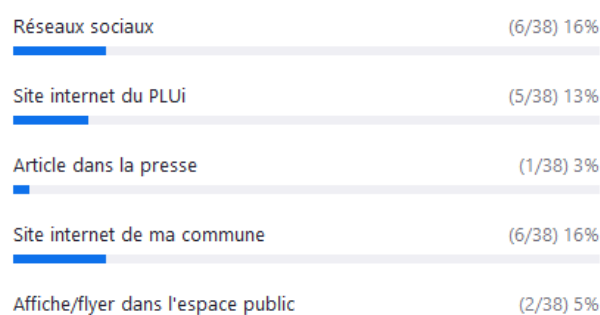 Réseaux sociaux (6/38) 16%
Site internet du PLUi (5/38) 13%
Article dans la presse (1/38) 3%
Site internet de ma commune (6/38) 16%
Affiche/flyer dans l'espace public (2/38) 5%